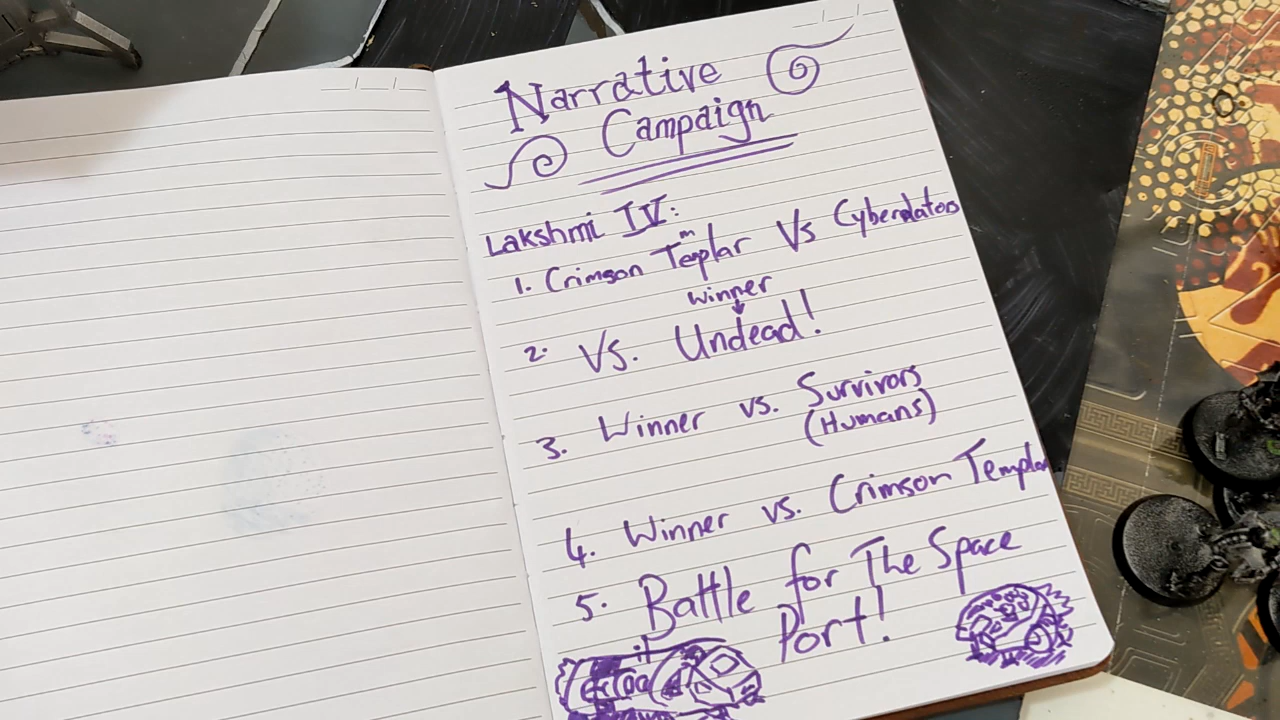 Narrative
Campaign
Lakshmi IV:
1. Crimson Templar Vs Cyberdators
winner
2. Vs. Undead!
3. Winner vs. Survivors
(Humans)
4. Winner vs. Crimson Templar
5. Battle for The Space
Port!